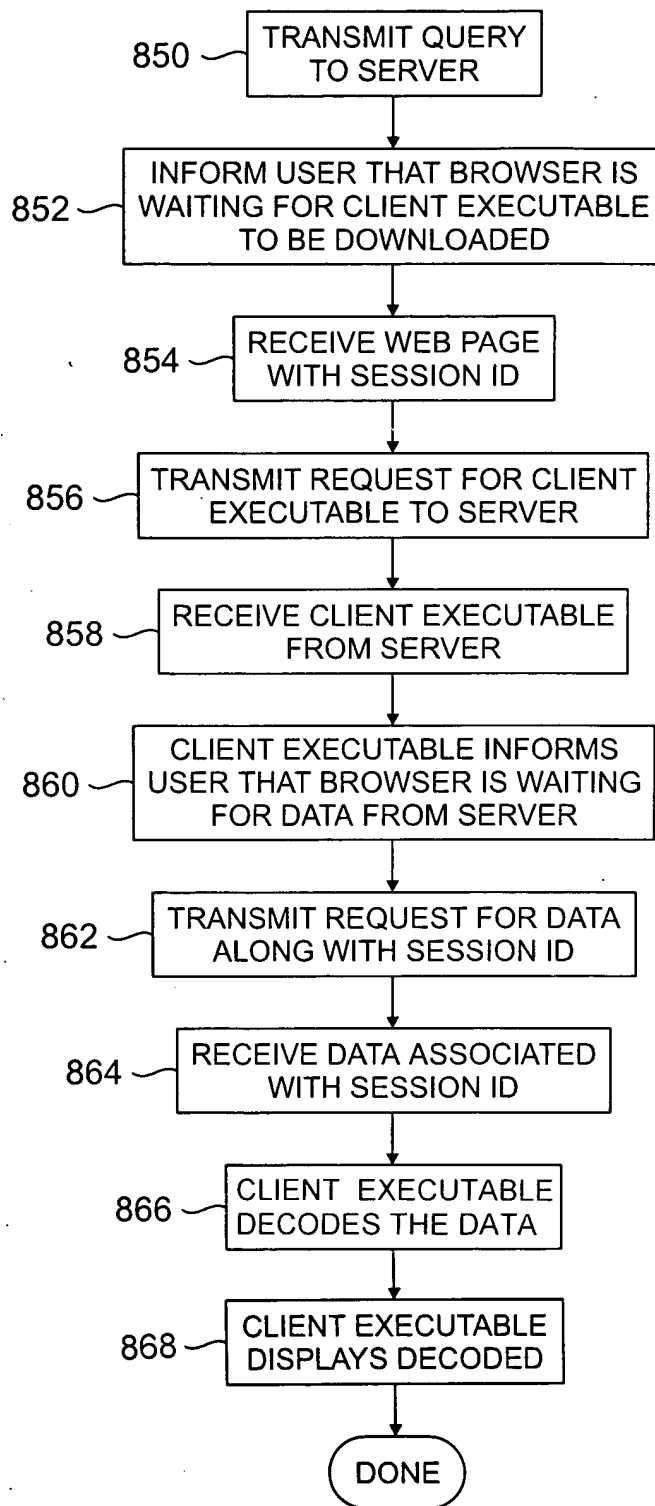 850
TRANSMIT QUERY
TO SERVER
852
INFORM USER THAT BROWSER IS
WAITING FOR CLIENT EXECUTABLE
TO BE DOWNLOADED
854
RECEIVE WEB PAGE
WITH SESSION ID
856
TRANSMIT REQUEST FOR CLIENT
EXECUTABLE TO SERVER
858
RECEIVE CLIENT EXECUTABLE
FROM SERVER
860
CLIENT EXECUTABLE INFORMS
USER THAT BROWSER IS WAITING
FOR DATA FROM SERVER
862
TRANSMIT REQUEST FOR DATA
ALONG WITH SESSION ID
864
RECEIVE DATA ASSOCIATED
WITH SESSION ID
866
CLIENT EXECUTABLE
DECODES THE DATA
868
CLIENT EXECUTABLE
DISPLAYS DECODED
DONE